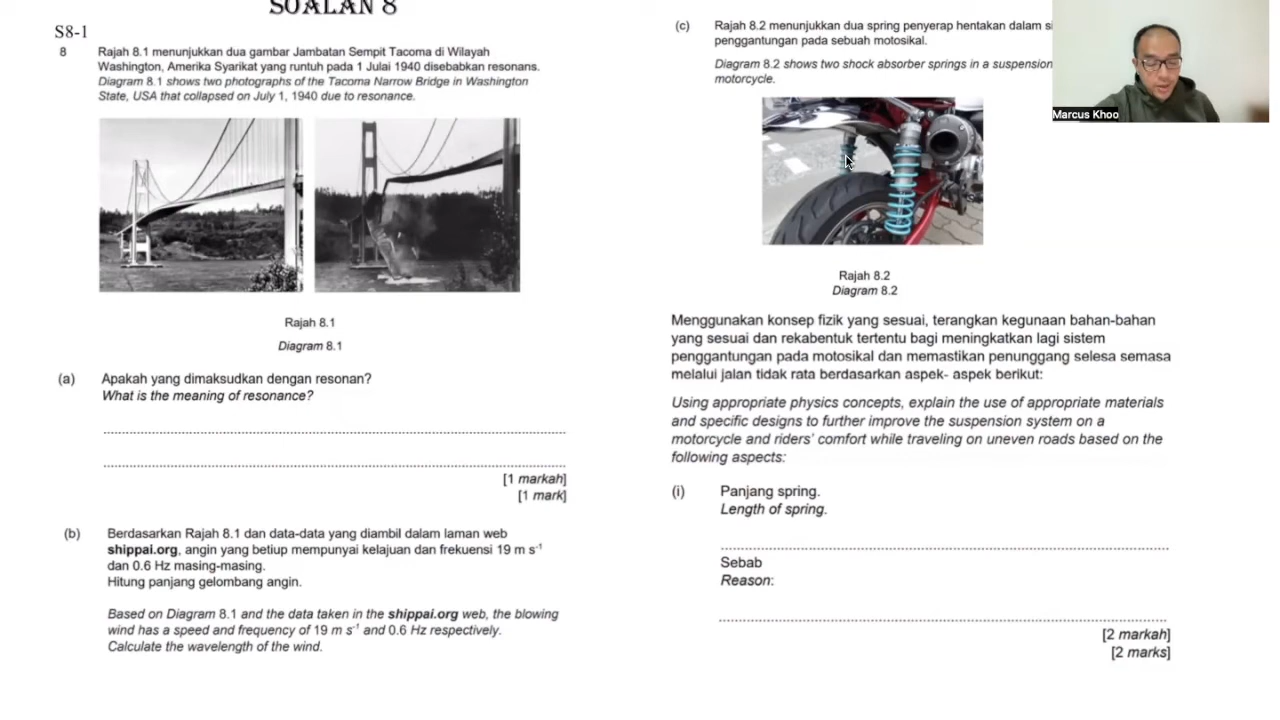 SOALAN 8
S8-1
8 Rajah 8.1 menunjukkan dua gambar Jambatan Sempit Tacoma di Wilayah
Washington, Amerika Syarikat yang runtuh pada 1 Julai 1940 disebabkan resonans.
Diagram 8.1 shows two photographs of the Tacoma Narrow Bridge in Washington
State, USA that collapsed on July 1, 1940 due to resonance.
Rajah 8.1
Diagram 8.1
(a) Apakah yang dimaksudkan dengan resonan?
What is the meaning of resonance?
[1 markah]
[1 mark]
(b) Berdasarkan Rajah 8.1 dan data-data yang diambil dalam laman web
shippai.org, angin yang betiup mempunyai kelajuan dan frekuensi 19 m s⁻¹
dan 0.6 Hz masing-masing.
Hitung panjang gelombang angin.
Based on Diagram 8.1 and the data taken in the shippai.org web, the blowing
wind has a speed and frequency of 19 m s⁻¹ and 0.6 Hz respectively.
Calculate the wavelength of the wind.
(c) Rajah 8.2 menunjukkan dua spring penyerap hentakan dalam
penggantungan pada sebuah motosikal.
Diagram 8.2 shows two shock absorber springs in a suspension
motorcycle.
Marcus Khoo
Rajah 8.2
Diagram 8.2
Menggunakan konsep fizik yang sesuai, terangkan kegunaan bahan-bahan
yang sesuai dan rekabentuk tertentu bagi meningkatkan lagi sistem
penggantungan pada motosikal dan memastikan penunggang selesa semasa
melalui jalan tidak rata berdasarkan aspek- aspek berikut:
Using appropriate physics concepts, explain the use of appropriate materials
and specific designs to further improve the suspension system on a
motorcycle and riders' comfort while traveling on uneven roads based on the
following aspects:
(i) Panjang spring.
Length of spring.
Sebab
Reason:
[2 markah]
[2 marks]